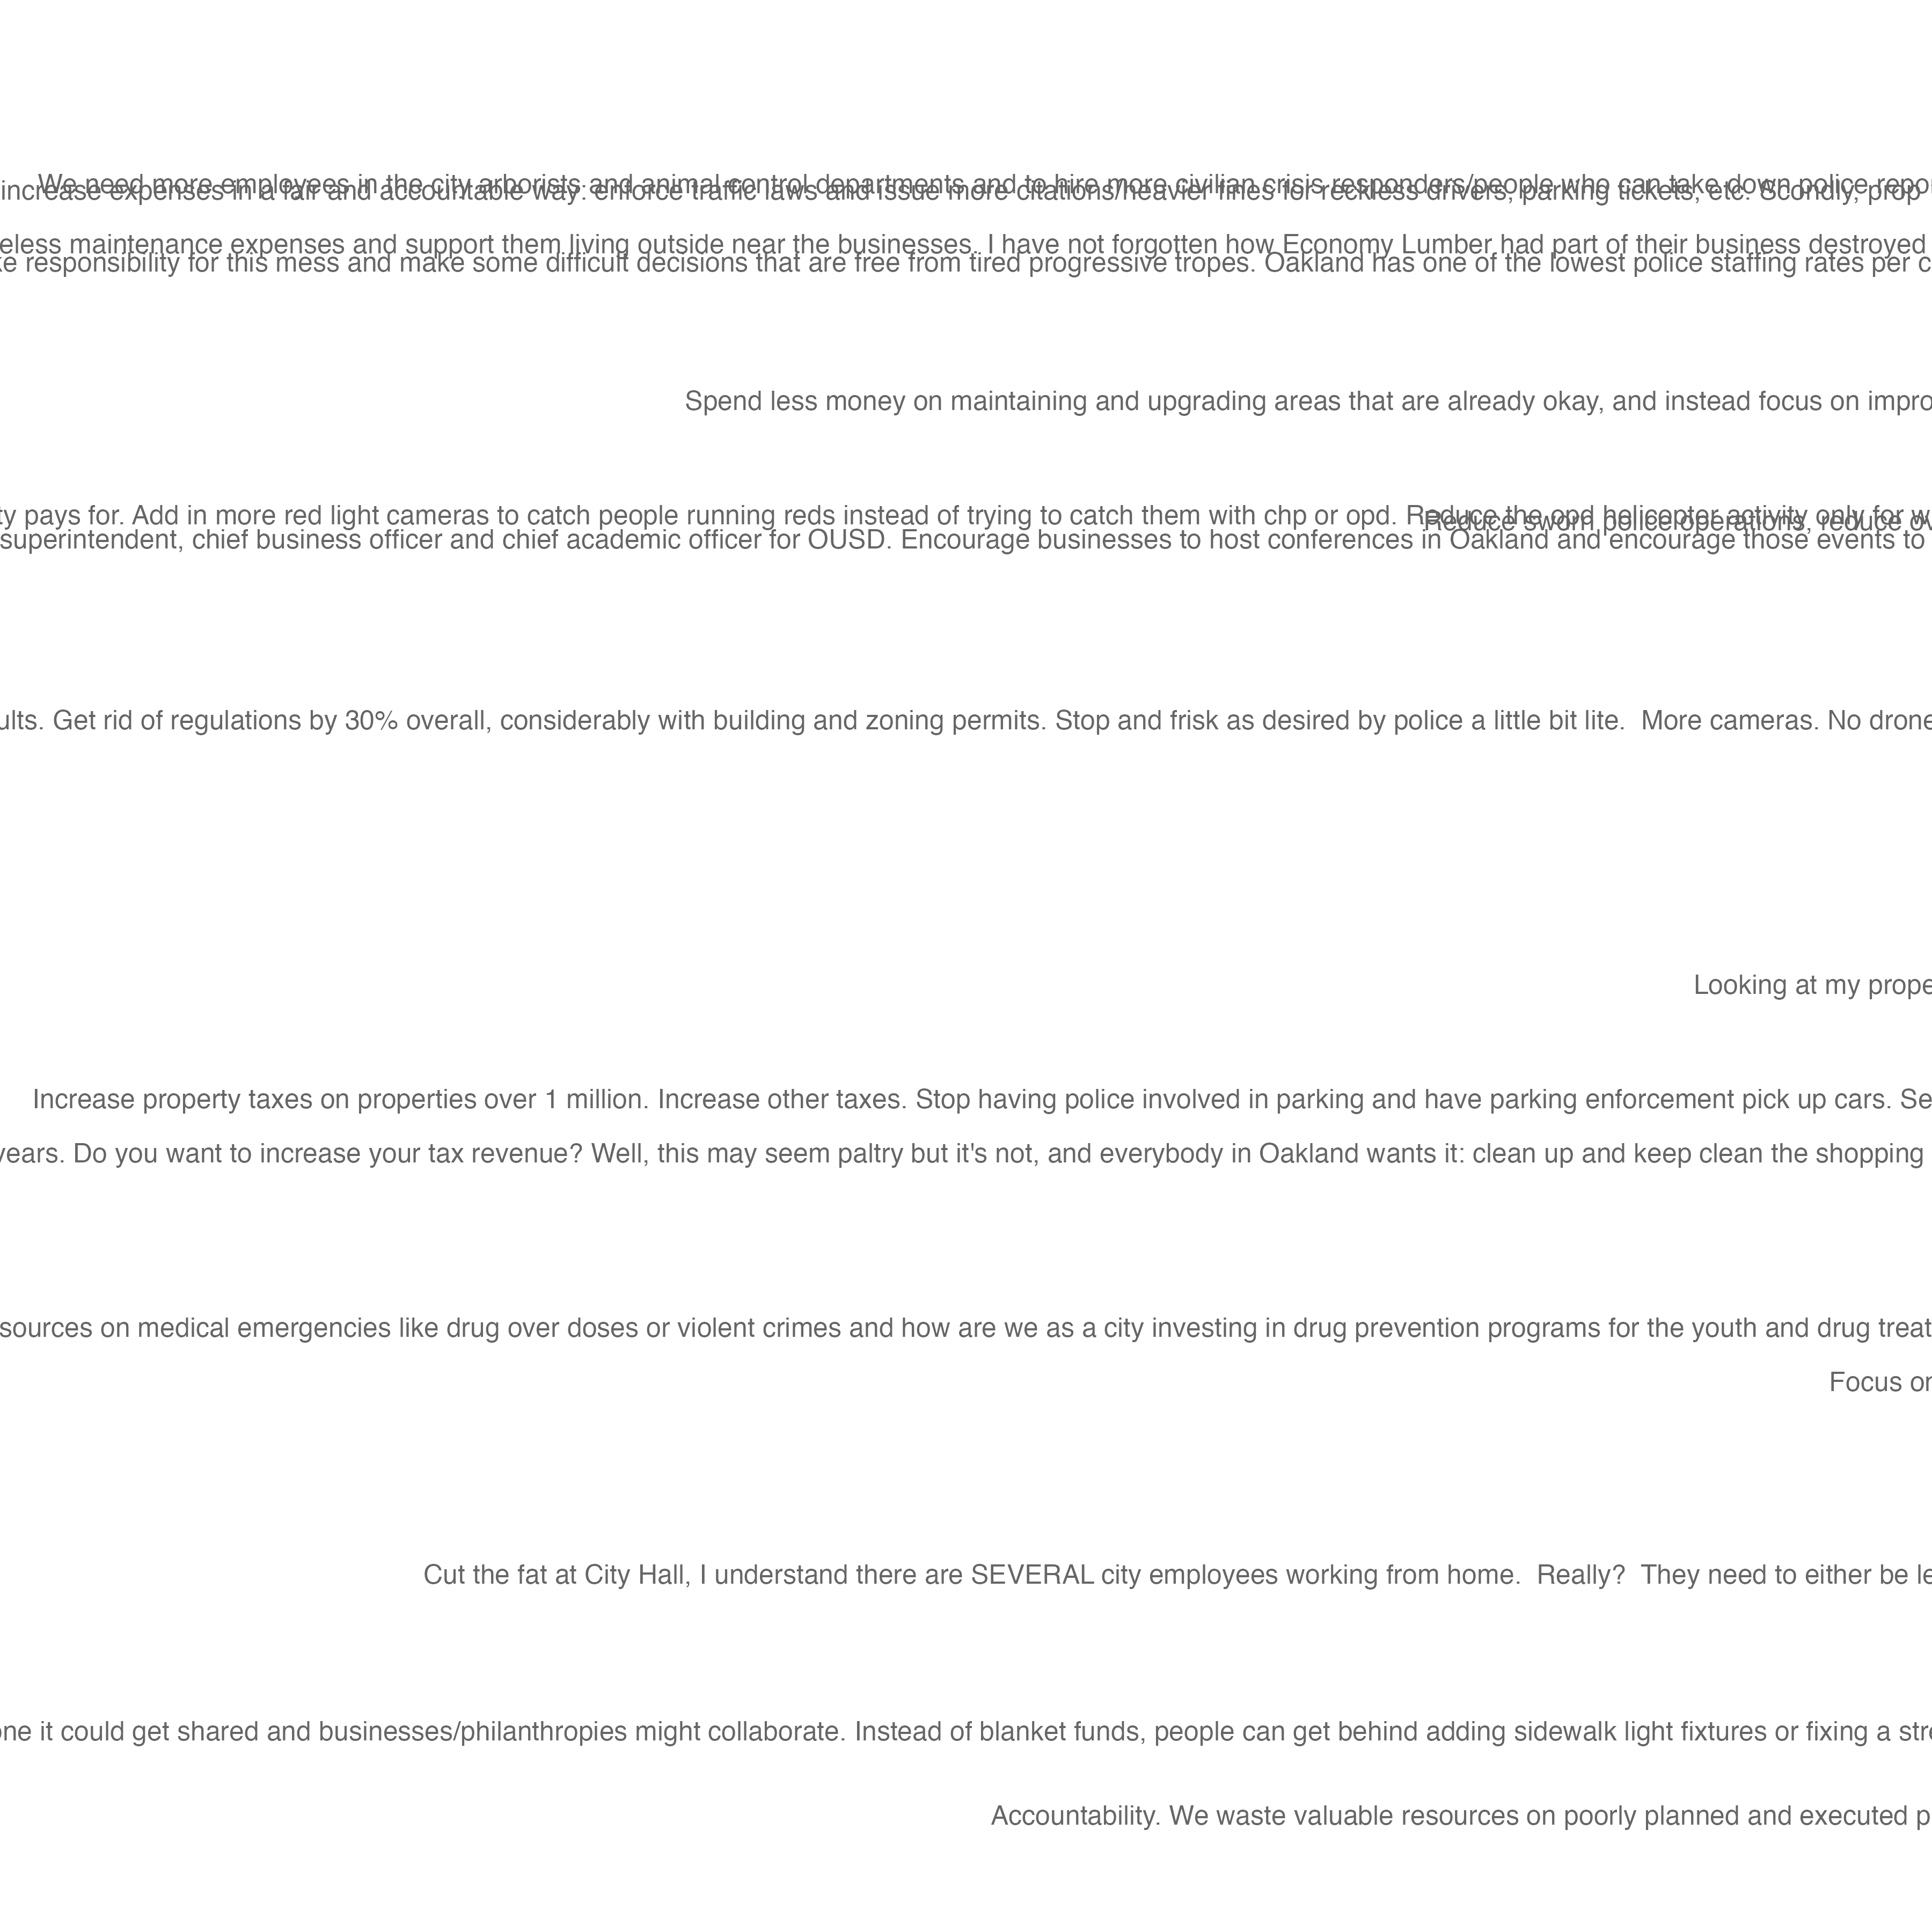 We need more employees in the city arborists and animal control departments and to hire more civilian crisis responders/people who can take down police repor
increase expenses in a fair and accountable way: enforce traffic laws and issue more citations/heavier fines for reckless drivers, parking tickets, etc. Scondly, prop
eless maintenance expenses and support them living outside near the businesses. I have not forgotten how Economy Lumber had part of their business destroyed
ke responsibility for this mess and make some difficult decisions that are free from tired progressive tropes. Oakland has one of the lowest police staffing rates per c
Spend less money on maintaining and upgrading areas that are already okay, and instead focus on impro
ty pays for. Add in more red light cameras to catch people running reds instead of trying to catch them with chp or opd. Reduce the opd helicopter activity only for w
Reduce sworn police operations, reduce ov
superintendent, chief business officer and chief academic officer for OUSD. Encourage businesses to host conferences in Oakland and encourage those events to
ults. Get rid of regulations by 30% overall, considerably with building and zoning permits. Stop and frisk as desired by police a little bit lite.  More cameras. No drone
Looking at my prope
Increase property taxes on properties over 1 million. Increase other taxes. Stop having police involved in parking and have parking enforcement pick up cars. Se
years. Do you want to increase your tax revenue? Well, this may seem paltry but it's not, and everybody in Oakland wants it: clean up and keep clean the shopping
sources on medical emergencies like drug over doses or violent crimes and how are we as a city investing in drug prevention programs for the youth and drug treat
Focus on
Cut the fat at City Hall, I understand there are SEVERAL city employees working from home.  Really?  They need to either be le
one it could get shared and businesses/philanthropies might collaborate. Instead of blanket funds, people can get behind adding sidewalk light fixtures or fixing a stre
Accountability. We waste valuable resources on poorly planned and executed p